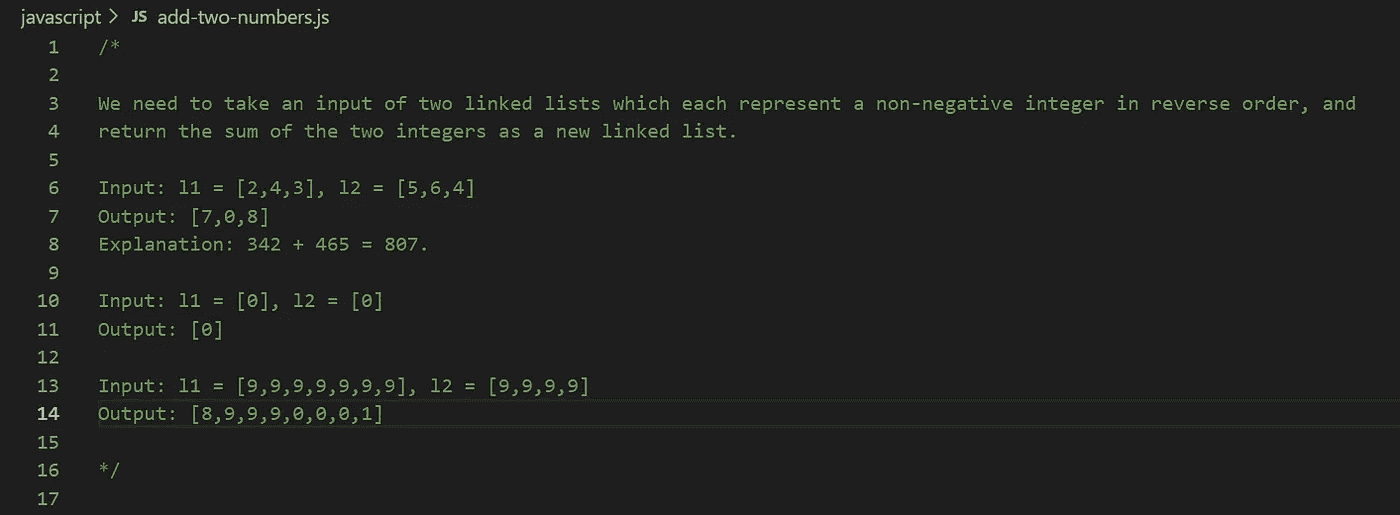 javascript > JS add-two-numbers.js
1 /*
2
3 We need to take an input of two linked lists which each represent a non-negative integer in reverse order, and
4 return the sum of the two integers as a new linked list.
5
6 Input: l1 = [2,4,3], l2 = [5,6,4]
7 Output: [7,0,8]
8 Explanation: 342 + 465 = 807.
9
10 Input: l1 = [0], l2 = [0]
11 Output: [0]
12
13 Input: l1 = [9,9,9,9,9,9,9], l2 = [9,9,9,9]
14 Output: [8,9,9,9,0,0,0,1]
15
16 */
17